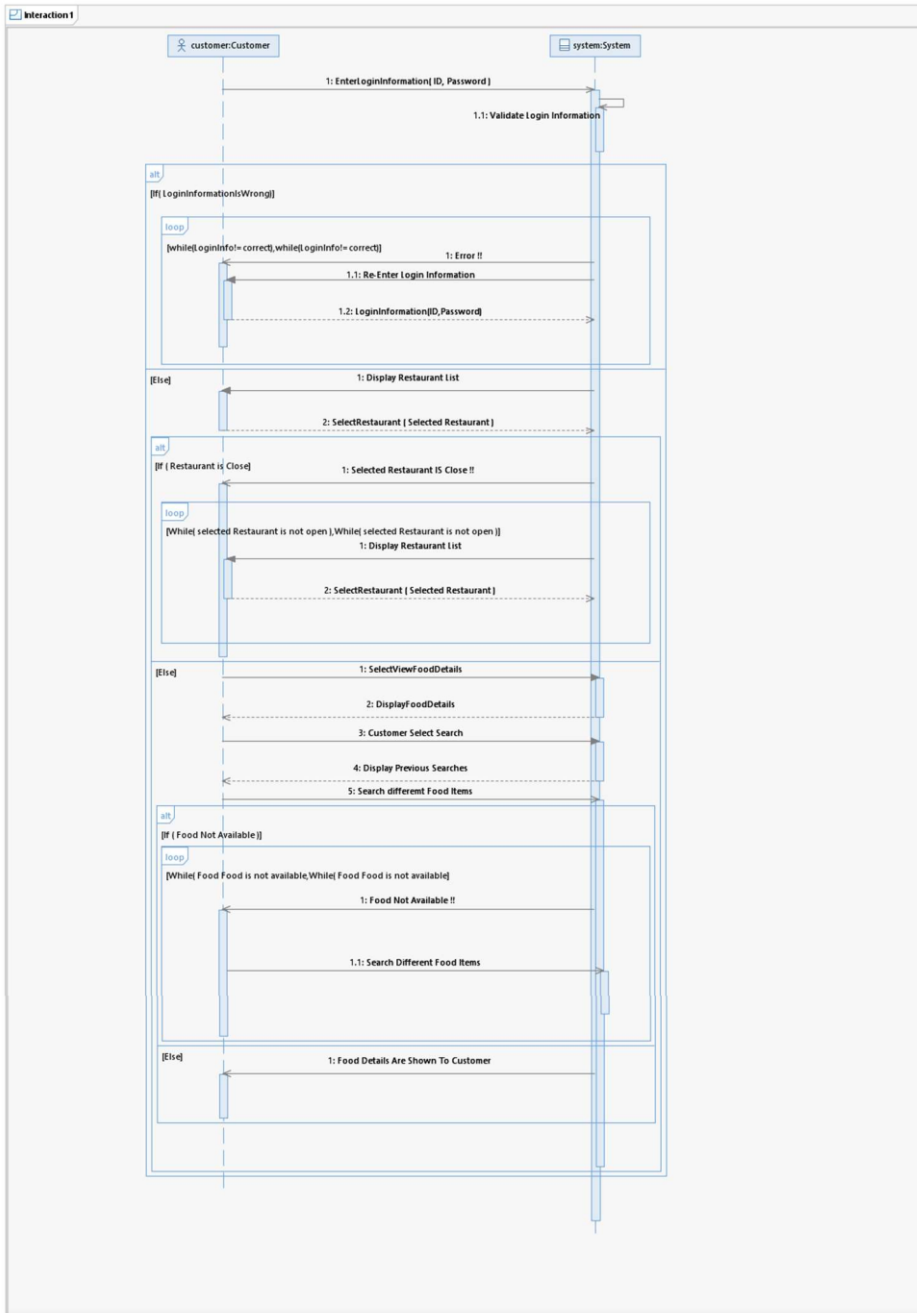 Interaction1
customer:Customer
system:System
1: EnterLoginInformation( ID, Password )
1.1: Validate Login Information
alt
[If( LoginInformationIsWrong)]
loop
[while(LoginInfo!= correct),while(LoginInfo!= correct)]
1: Error !!
1.1: Re-Enter Login Information
1.2: LoginInformation(ID,Password)
[Else]
1: Display Restaurant List
2: SelectRestaurant ( Selected Restaurant )
alt
[If ( Restaurant is Close]
1: Selected Restaurant IS Close !!
loop
[While( selected Restaurant is not open ),While( selected Restaurant is not open )]
1: Display Restaurant List
2: SelectRestaurant ( Selected Restaurant )
[Else]
1: SelectViewFoodDetails
2: DisplayFoodDetails
3: Customer Select Search
4: Display Previous Searches
5: Search differemt Food Items
alt
[If ( Food Not Available )]
loop
[While( Food Food is not available,While( Food Food is not available]
1: Food Not Available !!
1.1: Search Different Food Items
[Else]
1: Food Details Are Shown To Customer